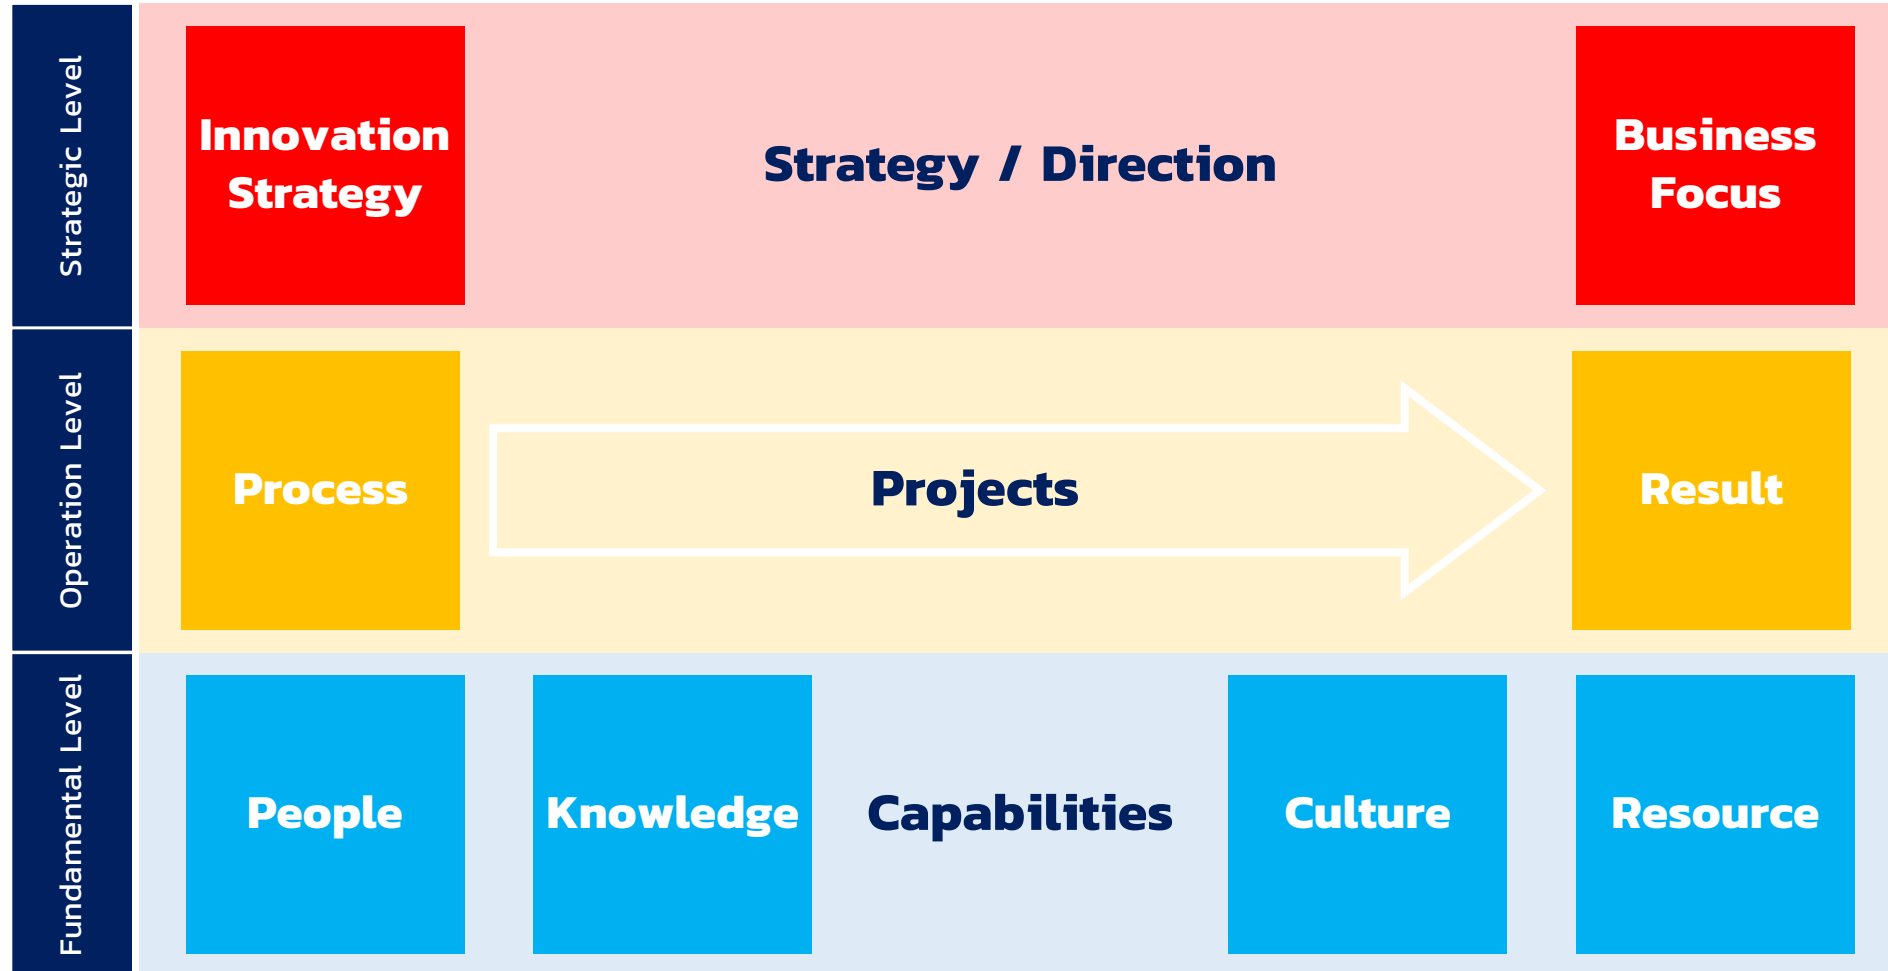 Strategic Level
Innovation
Strategy
Strategy / Direction
Business
Focus
Operation Level
Process
Projects
Result
Fundamental Level
People
Knowledge
Capabilities
Culture
Resource